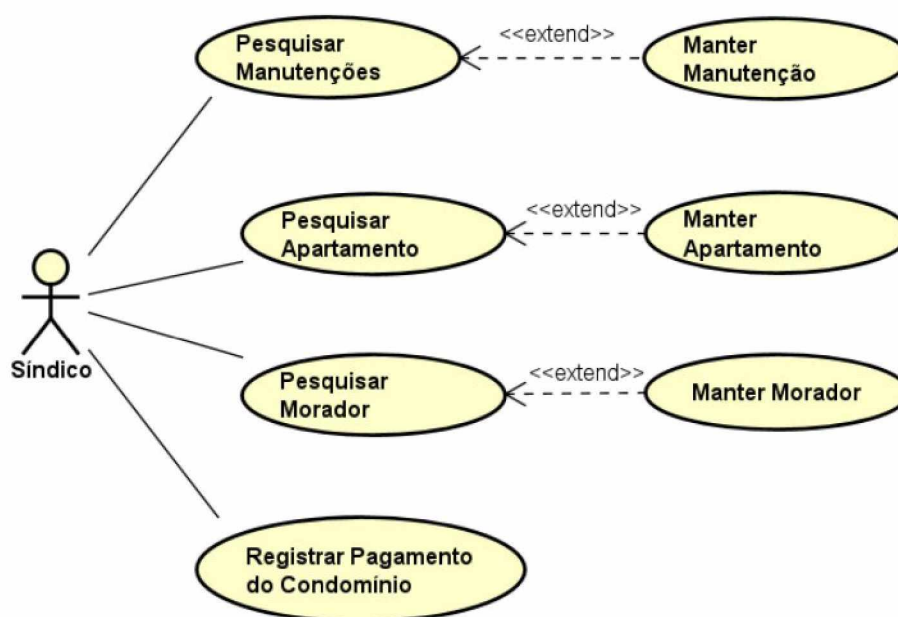 Pesquisar
Manutenções
<<extend>>
Manter
Manutenção
Pesquisar
Apartamento
<<extend>>
Manter
Apartamento
Síndico
Pesquisar
Morador
<<extend>>
Manter Morador
Registrar Pagamento
do Condomínio